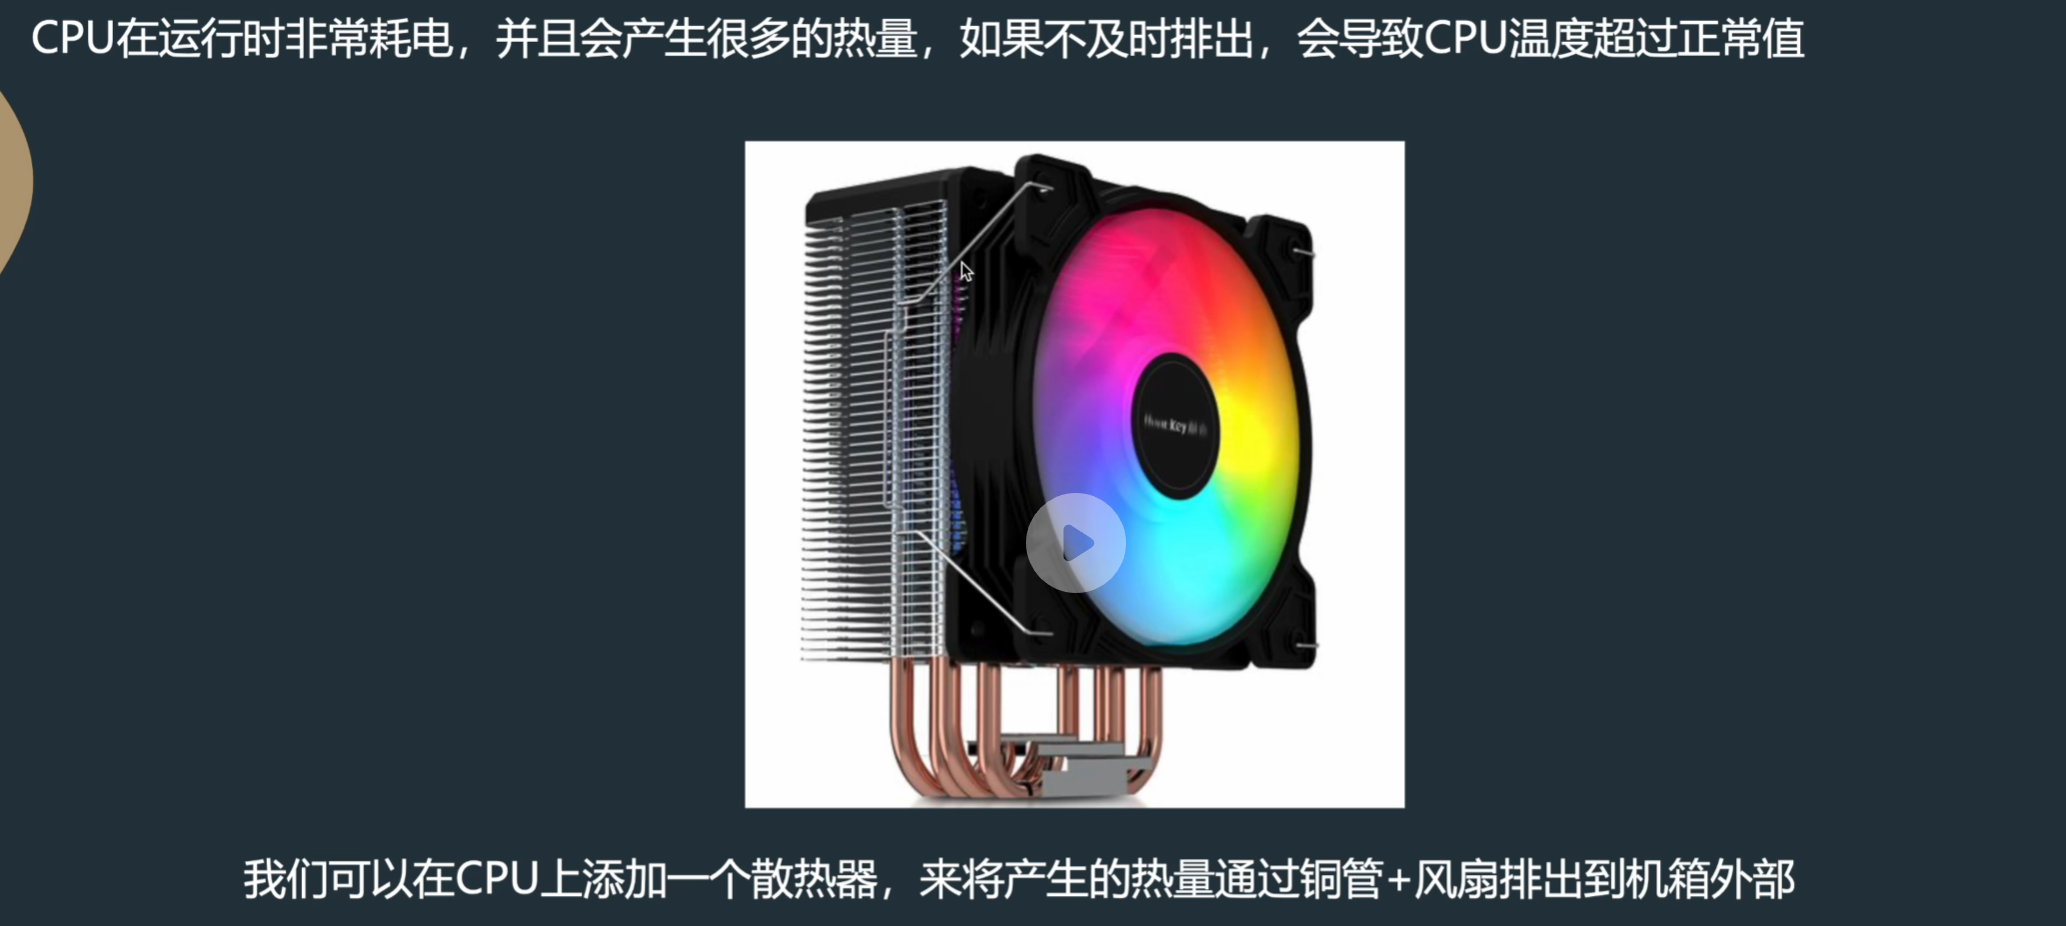 CPU在运行时非常耗电，并且会产生很多的热量，如果不及时排出，会导致CPU温度超过正常值
Key
我们可以在CPU上添加一个散热器，来将产生的热量通过铜管+风扇排出到机箱外部